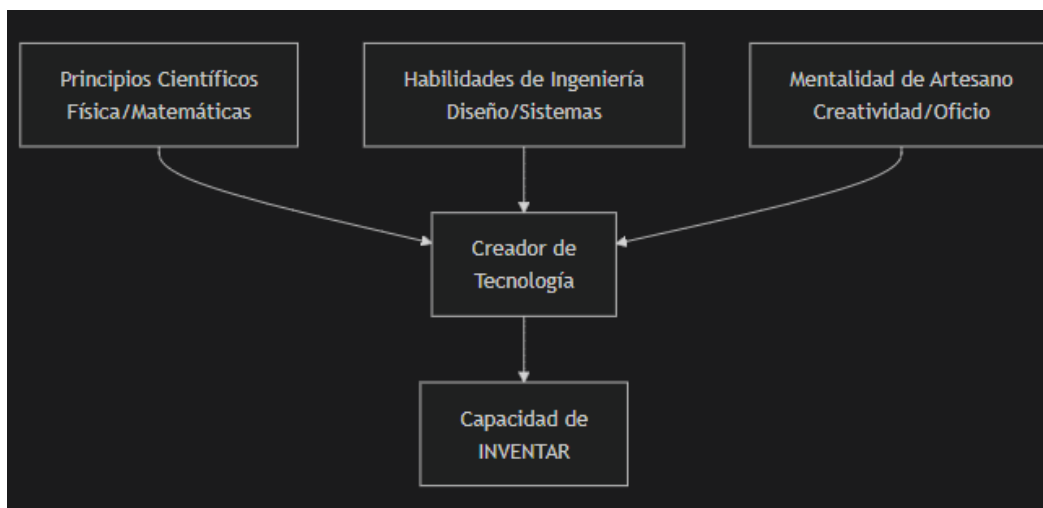 Principios Científicos
Física/Matemáticas
Habilidades de Ingeniería
Diseño/Sistemas
Mentalidad de Artesano
Creatividad/Oficio
Creador de
Tecnología
Capacidad de
INVENTAR